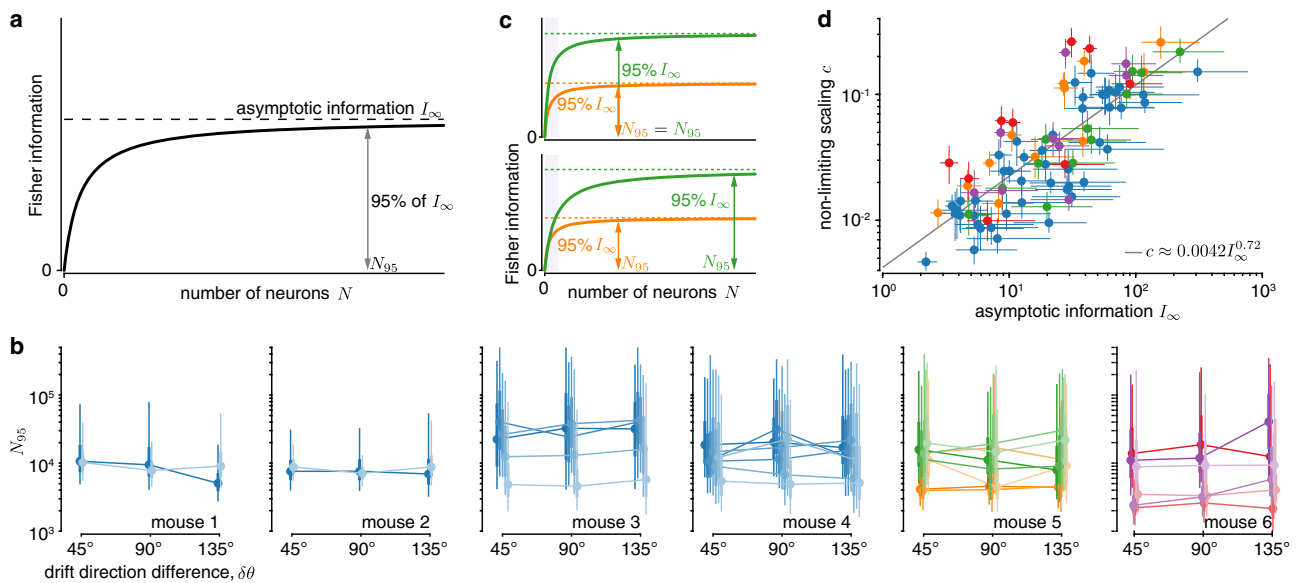 a
Fisher information
asymptotic information I∞
95% of I∞
N95
0
0
number of neurons N
c
95% I∞
95% I∞
N95 = N95
0
Fisher information
95% I∞
95% I∞
N95
N95
0
0
number of neurons N
d
non-limiting scaling c
10⁻¹
10⁻²
c ≈ 0.0042I∞^0.72
10⁰ 10¹ 10² 10³
asymptotic information I∞
b
N95
10⁵
10⁴
10³
mouse 1
mouse 2
mouse 3
mouse 4
mouse 5
mouse 6
45° 90° 135°
45° 90° 135°
45° 90° 135°
45° 90° 135°
45° 90° 135°
45° 90° 135°
drift direction difference, δθ